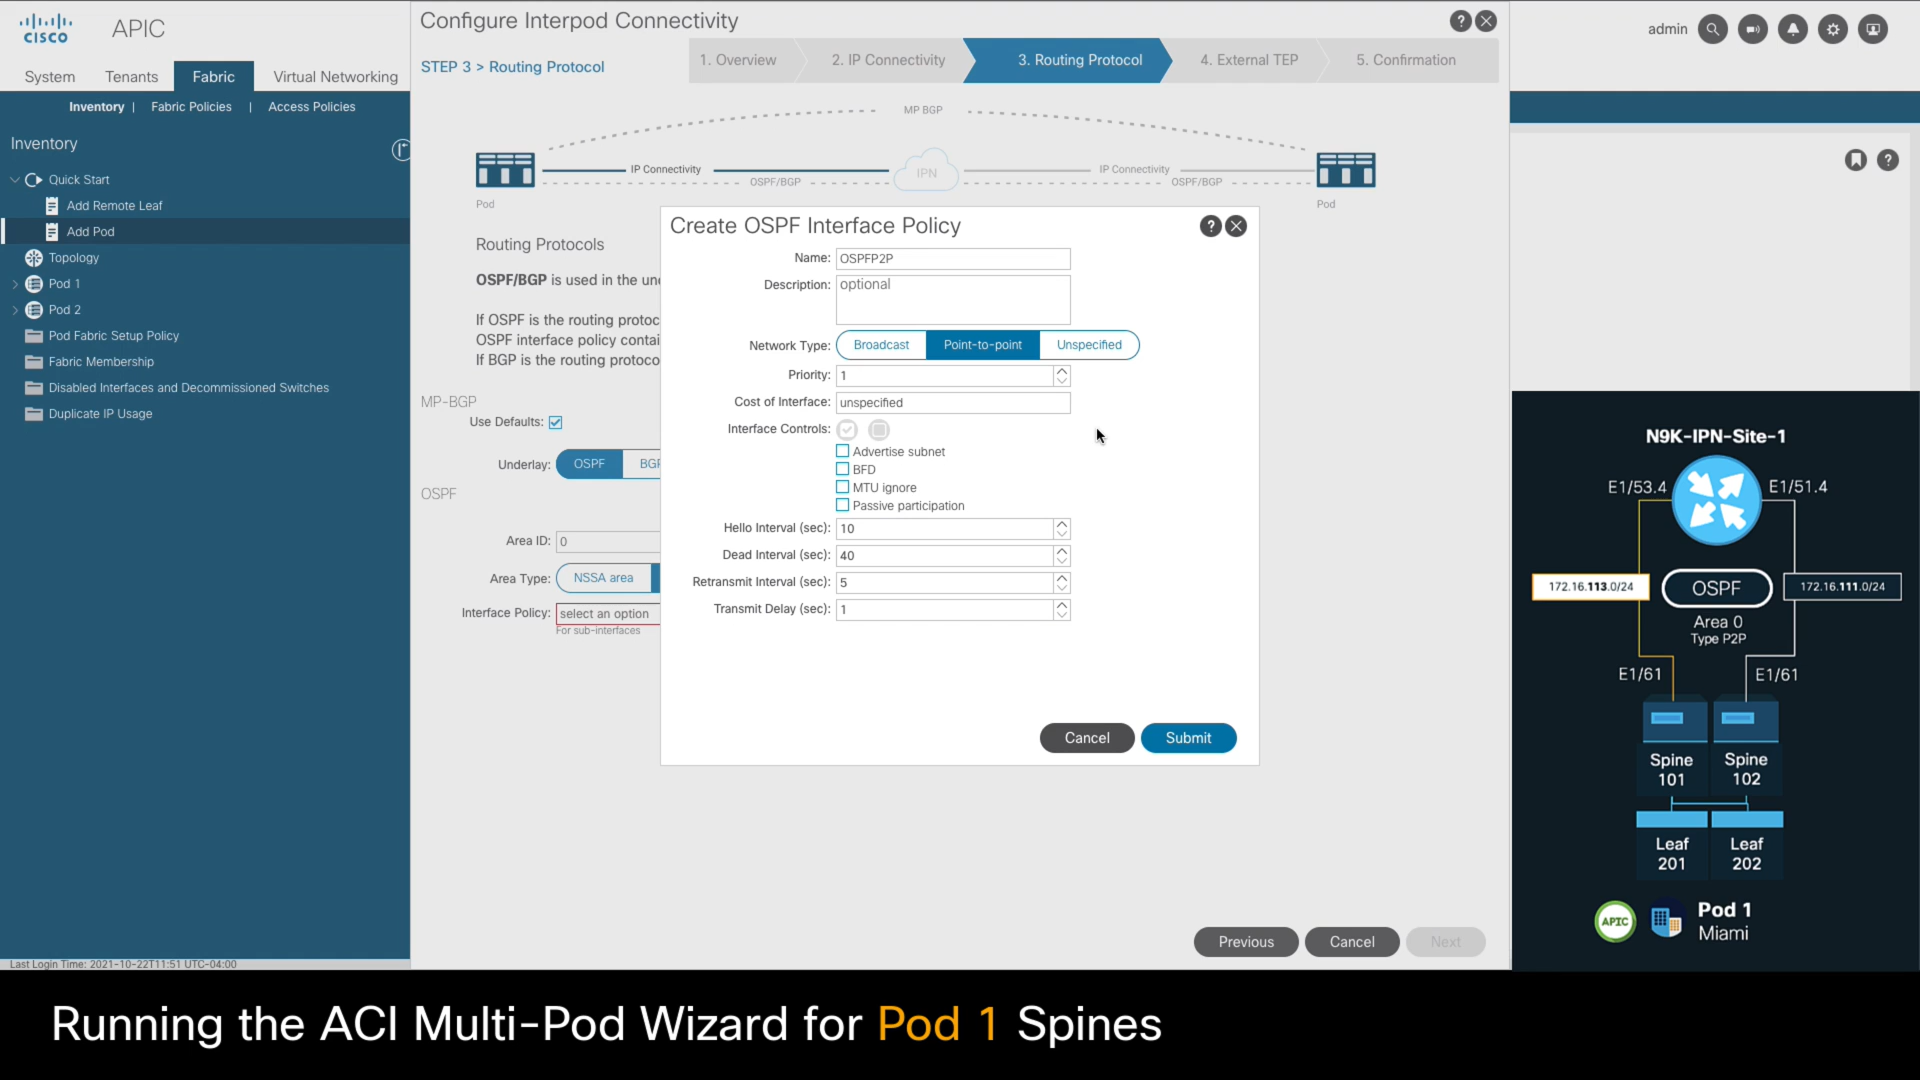 CISCO
APIC
System
Tenants
Fabric
Virtual Networking
Inventory | Fabric Policies | Access Policies
Inventory
Quick Start
Add Remote Leaf
Add Pod
Topology
Pod 1
Pod 2
Pod Fabric Setup Policy
Fabric Membership
Disabled Interfaces and Decommissioned Switches
Duplicate IP Usage
Last Login Time: 2021-10-22T11:51 UTC-04:00
Configure Interpod Connectivity
STEP 3 > Routing Protocol
1. Overview
2. IP Connectivity
3. Routing Protocol
4. External TEP
5. Confirmation
admin
MP BGP
IP Connectivity
OSPF/BGP
IPN
IP Connectivity
OSPF/BGP
Pod
Pod
Routing Protocols
OSPF/BGP is used in the un
If OSPF is the routing protoc
OSPF interface policy contai
If BGP is the routing protoco
MP-BGP
Use Defaults:
Underlay: OSPF
OSPF
Area ID: 0
Area Type: NSSA area
Interface Policy: select an option
For sub-interfaces
Create OSPF Interface Policy
Name: OSPFP2P
Description: optional
Network Type: Broadcast Point-to-point Unspecified
Priority: 1
Cost of Interface: unspecified
Interface Controls:
Advertise subnet
BFD
MTU ignore
Passive participation
Hello Interval (sec): 10
Dead Interval (sec): 40
Retransmit Interval (sec): 5
Transmit Delay (sec): 1
Cancel
Submit
Previous
Cancel
Next
N9K-IPN-Site-1
E1/53.4
E1/51.4
172.16.113.0/24
OSPF
172.16.111.0/24
Area 0
Type P2P
E1/61
E1/61
Spine
101
Spine
102
Leaf
201
Leaf
202
APIC
Pod 1
Miami
Running the ACI Multi-Pod Wizard for Pod 1 Spines